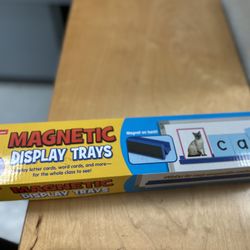 MAGNETIC
DISPLAY TRAYS
letter cards, word cards, and more—
for the whole class to see!
Magnet on back!
c a
MAGNETIC
DISPLAY TRAYS